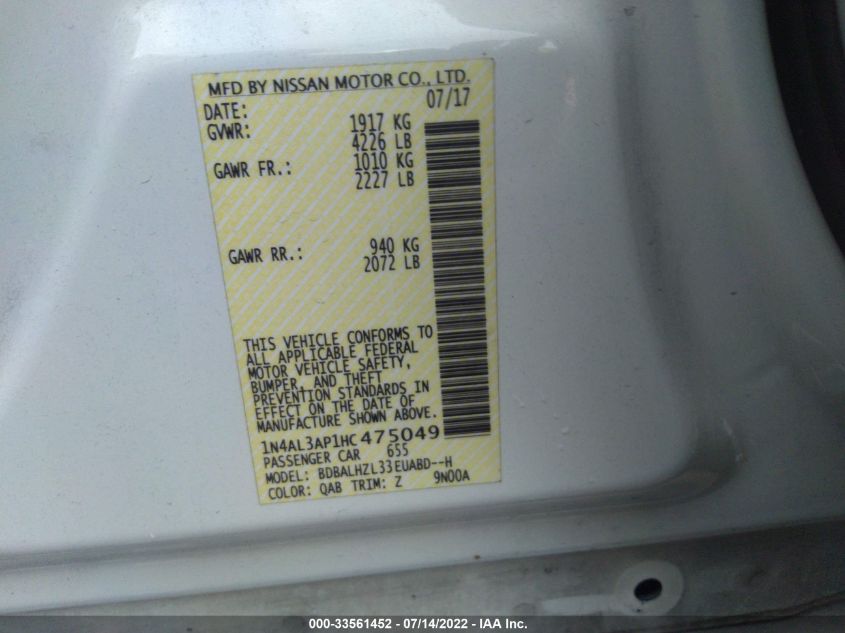 MFD BY NISSAN MOTOR CO., LTD.
DATE: 07/17
GVWR: 1917 KG
4226 LB
GAWR FR.: 1010 KG
2227 LB
GAWR RR.: 940 KG
2072 LB
THIS VEHICLE CONFORMS TO
ALL APPLICABLE FEDERAL
MOTOR VEHICLE SAFETY,
BUMPER, AND THEFT
PREVENTION STANDARDS IN
EFFECT ON THE DATE OF
MANUFACTURE SHOWN ABOVE.
1N4AL3AP1HC475049
PASSENGER CAR 655
MODEL: BDBALHZL33EUABD--H
COLOR: QAB TRIM: Z 9N00A
000-33561452 - 07/14/2022 - IAA Inc.